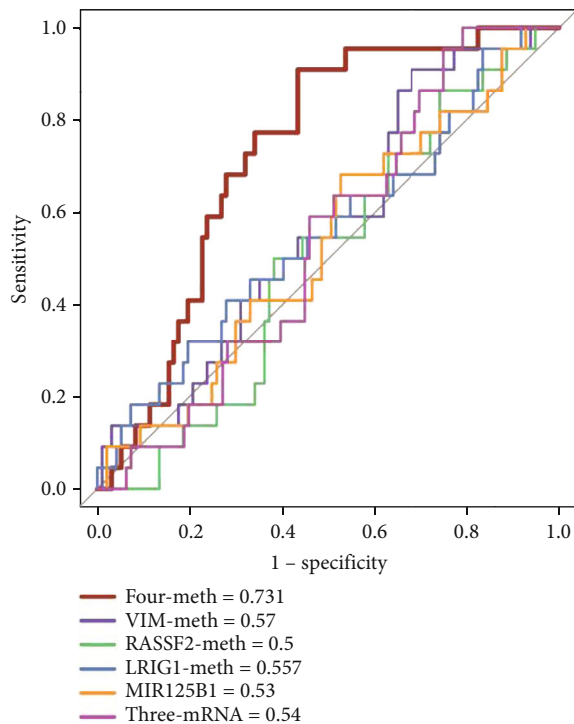 1.0
0.8
0.6
0.4
0.2
0.0
Sensitivity
0.0 0.2 0.4 0.6 0.8 1.0
1 – specificity
Four-meth = 0.731
VIM-meth = 0.57
RASSF2-meth = 0.5
LRIG1-meth = 0.557
MIR125B1 = 0.53
Three-mRNA = 0.54